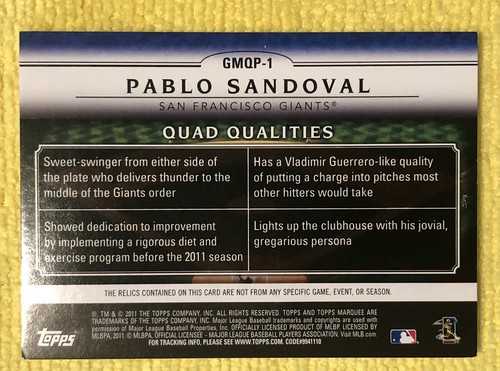 GMQP-1
PABLO SANDOVAL
SAN FRANCISCO GIANTS®
QUAD QUALITIES
Sweet-swinger from either side of
the plate who delivers thunder to the
middle of the Giants order
Has a Vladimir Guerrero-like quality
of putting a charge into pitches most
other hitters would take
Showed dedication to improvement
by implementing a rigorous diet and
exercise program before the 2011 season
Lights up the clubhouse with his jovial,
gregarious persona
THE RELICS CONTAINED ON THIS CARD ARE NOT FROM ANY SPECIFIC GAME, EVENT, OR SEASON.
®, TM & © 2011 THE TOPPS COMPANY, INC. ALL RIGHTS RESERVED. TOPPS AND TOPPS MARQUEE ARE
TRADEMARKS OF THE TOPPS COMPANY, INC. Major League Baseball trademarks and copyrights are used with
permission of Major League Baseball Properties, Inc. OFFICIALLY LICENSED PRODUCT OF MLBP. LICENSED BY
MLBPA, 2011. © MLBPA, OFFICIAL LICENSEE - MAJOR LEAGUE BASEBALL PLAYERS ASSOCIATION. Visit MLB.com.
FOR TRACKING INFO, PLEASE SEE WWW.TOPPS.COM. CODE#9941110
TOPPS